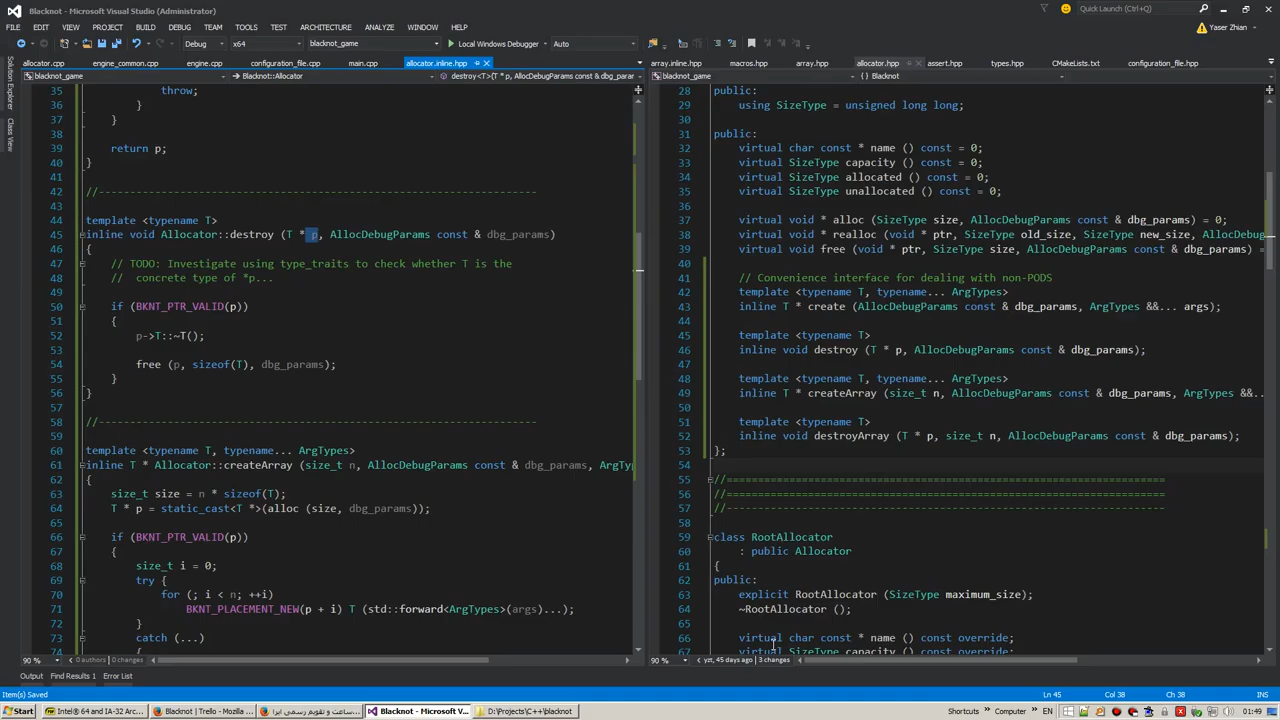 Blacknot - Microsoft Visual Studio (Administrator)
Quick Launch (Ctrl+Q)
FILE EDIT VIEW PROJECT BUILD DEBUG TEAM TOOLS TEST ARCHITECTURE ANALYZE WINDOW HELP
Yaser Zhian
Debug x64 blacknot_game Local Windows Debugger Auto
Solution Explorer
Class View
allocator.cpp engine_common.cpp engine.cpp configuration_file.cpp main.cpp allocator.inline.hpp
blacknot_game Blacknot::Allocator destroy<T>(T * p, AllocDebugParams const & dbg_parar
35 throw;
36 }
37 }
38
39 return p;
40 }
41
42 //----------------------------------------------------------------------
43
44 template <typename T>
45 inline void Allocator::destroy (T * p, AllocDebugParams const & dbg_params)
46 {
47 // TODO: Investigate using type_traits to check whether T is the
48 //  concrete type of *p...
49
50 if (BKNT_PTR_VALID(p))
51 {
52 p->T::~T();
53
54 free (p, sizeof(T), dbg_params);
55 }
56 }
57
58 //----------------------------------------------------------------------
59
60 template <typename T, typename... ArgTypes>
61 inline T * Allocator::createArray (size_t n, AllocDebugParams const & dbg_params, ArgTyp
62 {
63 size_t size = n * sizeof(T);
64 T * p = static_cast<T *>(alloc (size, dbg_params));
65
66 if (BKNT_PTR_VALID(p))
67 {
68 size_t i = 0;
69 try {
70 for (; i < n; ++i)
71 BKNT_PLACEMENT_NEW(p + i) T (std::forward<ArgTypes>(args)...);
72 }
73 catch (...)
74 {
90 % 0 authors | 0 changes
array.inline.hpp macros.hpp array.hpp allocator.hpp assert.hpp types.hpp CMakeLists.txt configuration_file.hpp
blacknot_game Blacknot
28 public:
29 using SizeType = unsigned long long;
30
31 public:
32 virtual char const * name () const = 0;
33 virtual SizeType capacity () const = 0;
34 virtual SizeType allocated () const = 0;
35 virtual SizeType unallocated () const = 0;
36
37 virtual void * alloc (SizeType size, AllocDebugParams const & dbg_params) = 0;
38 virtual void * realloc (void * ptr, SizeType old_size, SizeType new_size, AllocDebugParams
39 virtual void free (void * ptr, SizeType size, AllocDebugParams const & dbg_params) =
40
41 // Convenience interface for dealing with non-PODS
42 template <typename T, typename... ArgTypes>
43 inline T * create (AllocDebugParams const & dbg_params, ArgTypes &&... args);
44
45 template <typename T>
46 inline void destroy (T * p, AllocDebugParams const & dbg_params);
47
48 template <typename T, typename... ArgTypes>
49 inline T * createArray (size_t n, AllocDebugParams const & dbg_params, ArgTypes &&..
50
51 template <typename T>
52 inline void destroyArray (T * p, size_t n, AllocDebugParams const & dbg_params);
53 };
54
55 //======================================================================
56 //======================================================================
57 //----------------------------------------------------------------------
58
59 class RootAllocator
60 : public Allocator
61 {
62 public:
63 explicit RootAllocator (SizeType maximum_size);
64 ~RootAllocator ();
65
66 virtual char const * name () const override;
67 virtual SizeType capacity () const override;
90 % yzt, 45 days ago | 3 changes
Output Find Results 1 Error List
Item(s) Saved Ln 45 Col 38 Ch 38 INS
Start Intel® 64 and IA-32 Arc... Blacknot | Trello - Mozilla ... ساعت و تقویم رسمی ایرا... Blacknot - Microsoft V... D:\Projects\C++\blacknot Shortcuts Computer EN 01:49